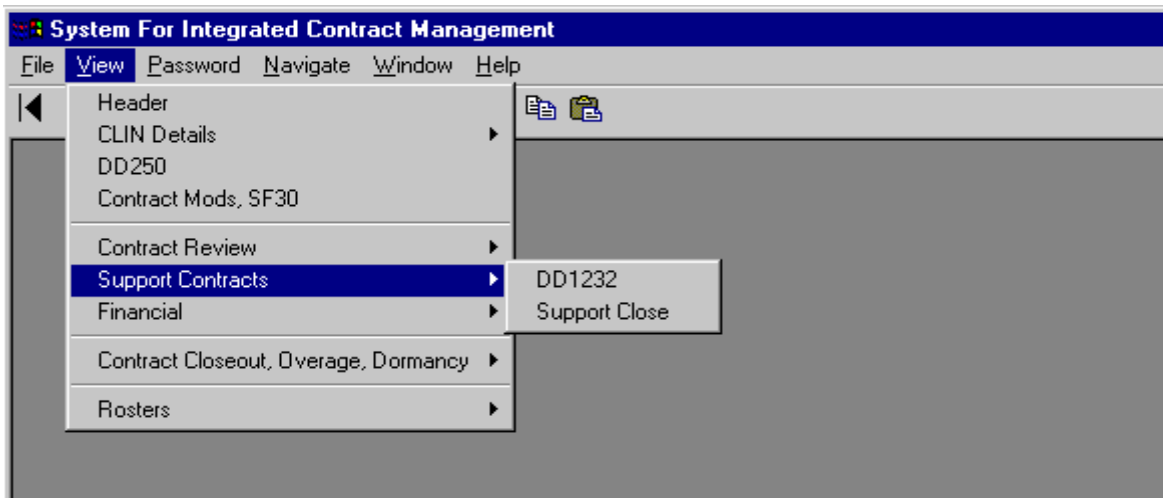 System For Integrated Contract Management
File View Password Navigate Window Help
Header
CLIN Details
DD250
Contract Mods, SF30
Contract Review
Support Contracts
DD1232
Financial
Support Close
Contract Closeout, Overage, Dormancy
Rosters